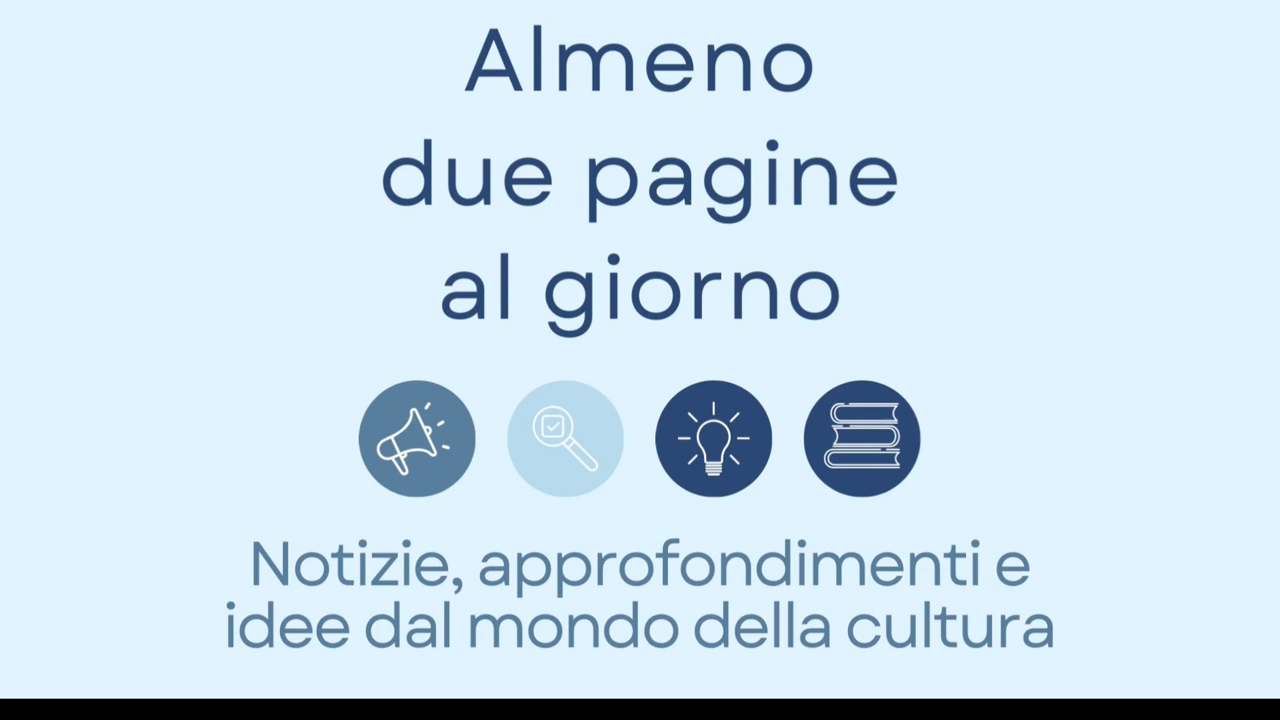 Almeno
due pagine
al giorno
Notizie, approfondimenti e
idee dal mondo della cultura